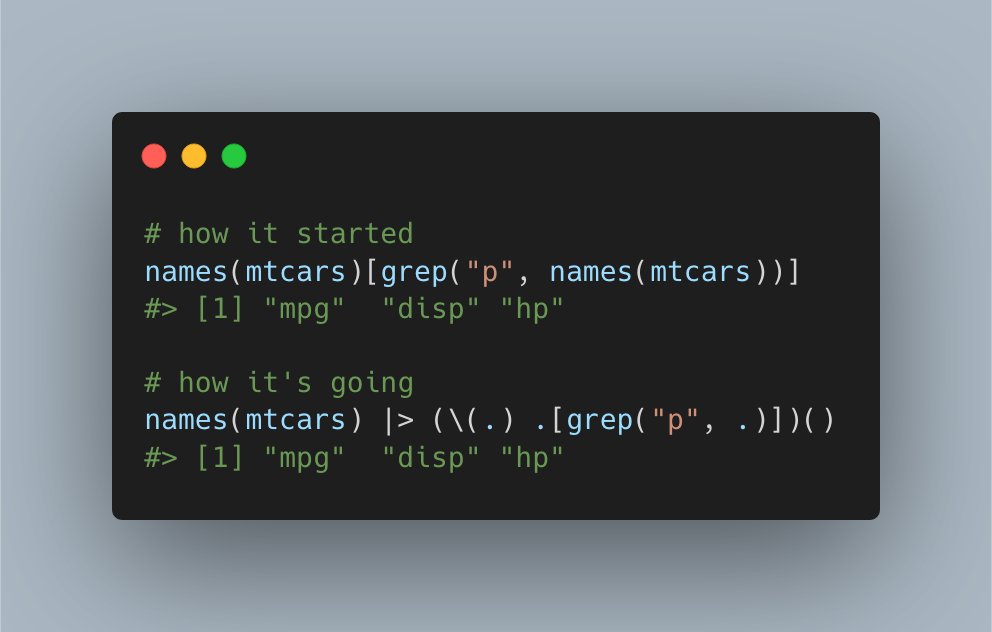 # how it started
names(mtcars)[grep("p", names(mtcars))]
#> [1] "mpg"  "disp" "hp"
# how it's going
names(mtcars) |> (\(.) .[grep("p", .)])()
#> [1] "mpg"  "disp" "hp"